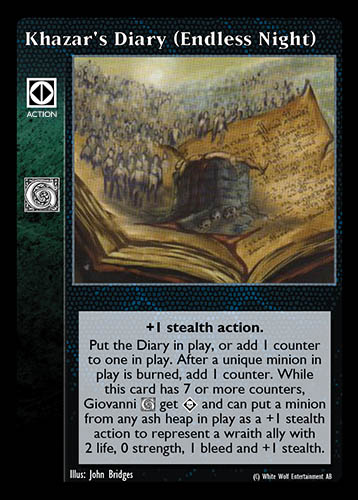 Khazar's Diary (Endless Night)
ACTION
+1 stealth action.
Put the Diary in play, or add 1 counter
to one in play. After a unique minion in
play is burned, add 1 counter. While
this card has 7 or more counters,
Giovanni get and can put a minion
from any ash heap in play as a +1 stealth
action to represent a wraith ally with
2 life, 0 strength, 1 bleed and +1 stealth.
Illus: John Bridges
(C) White Wolf Entertainment AB